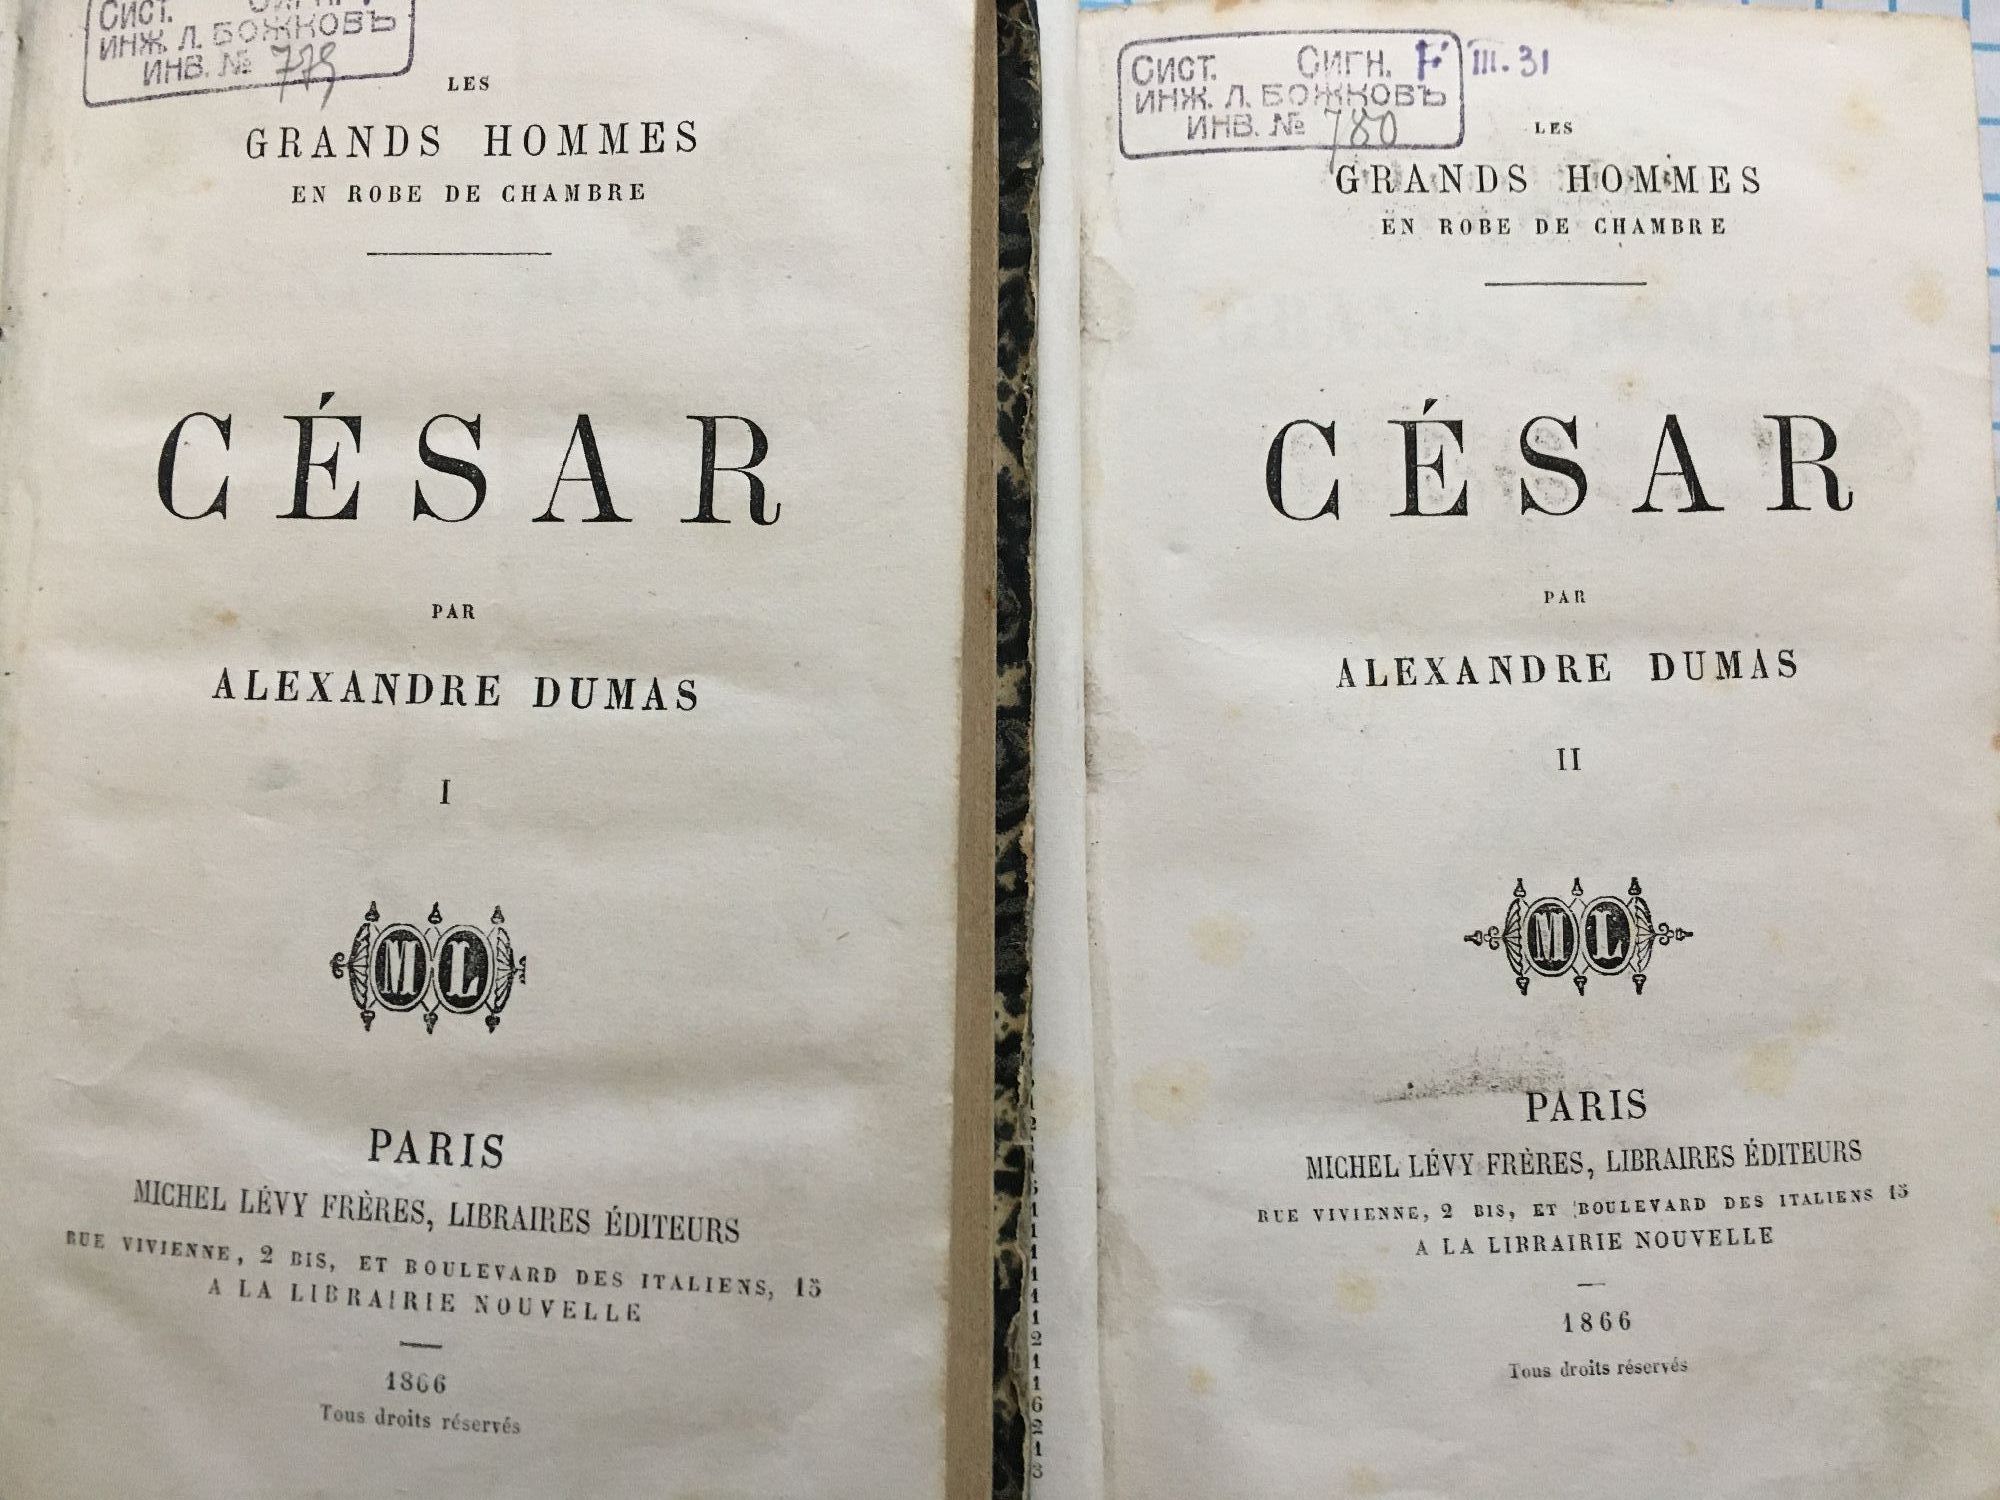 СИСТ. СИГН.
ИНЖ. Л. БОЖКОВЪ
ИНВ. № 779
LES
GRANDS HOMMES
EN ROBE DE CHAMBRE
CÉSAR
PAR
ALEXANDRE DUMAS
I
ML
PARIS
MICHEL LÉVY FRÈRES, LIBRAIRES ÉDITEURS
RUE VIVIENNE, 2 BIS, ET BOULEVARD DES ITALIENS, 15
A LA LIBRAIRIE NOUVELLE
1866
Tous droits réservés
СИСТ. СИГН. F III. 31
ИНЖ. Л. БОЖКОВЪ
ИНВ. № 780
LES
GRANDS HOMMES
EN ROBE DE CHAMBRE
CÉSAR
PAR
ALEXANDRE DUMAS
II
ML
PARIS
MICHEL LÉVY FRÈRES, LIBRAIRES ÉDITEURS
RUE VIVIENNE, 2 BIS, ET BOULEVARD DES ITALIENS 15
A LA LIBRAIRIE NOUVELLE
1866
Tous droits réservés